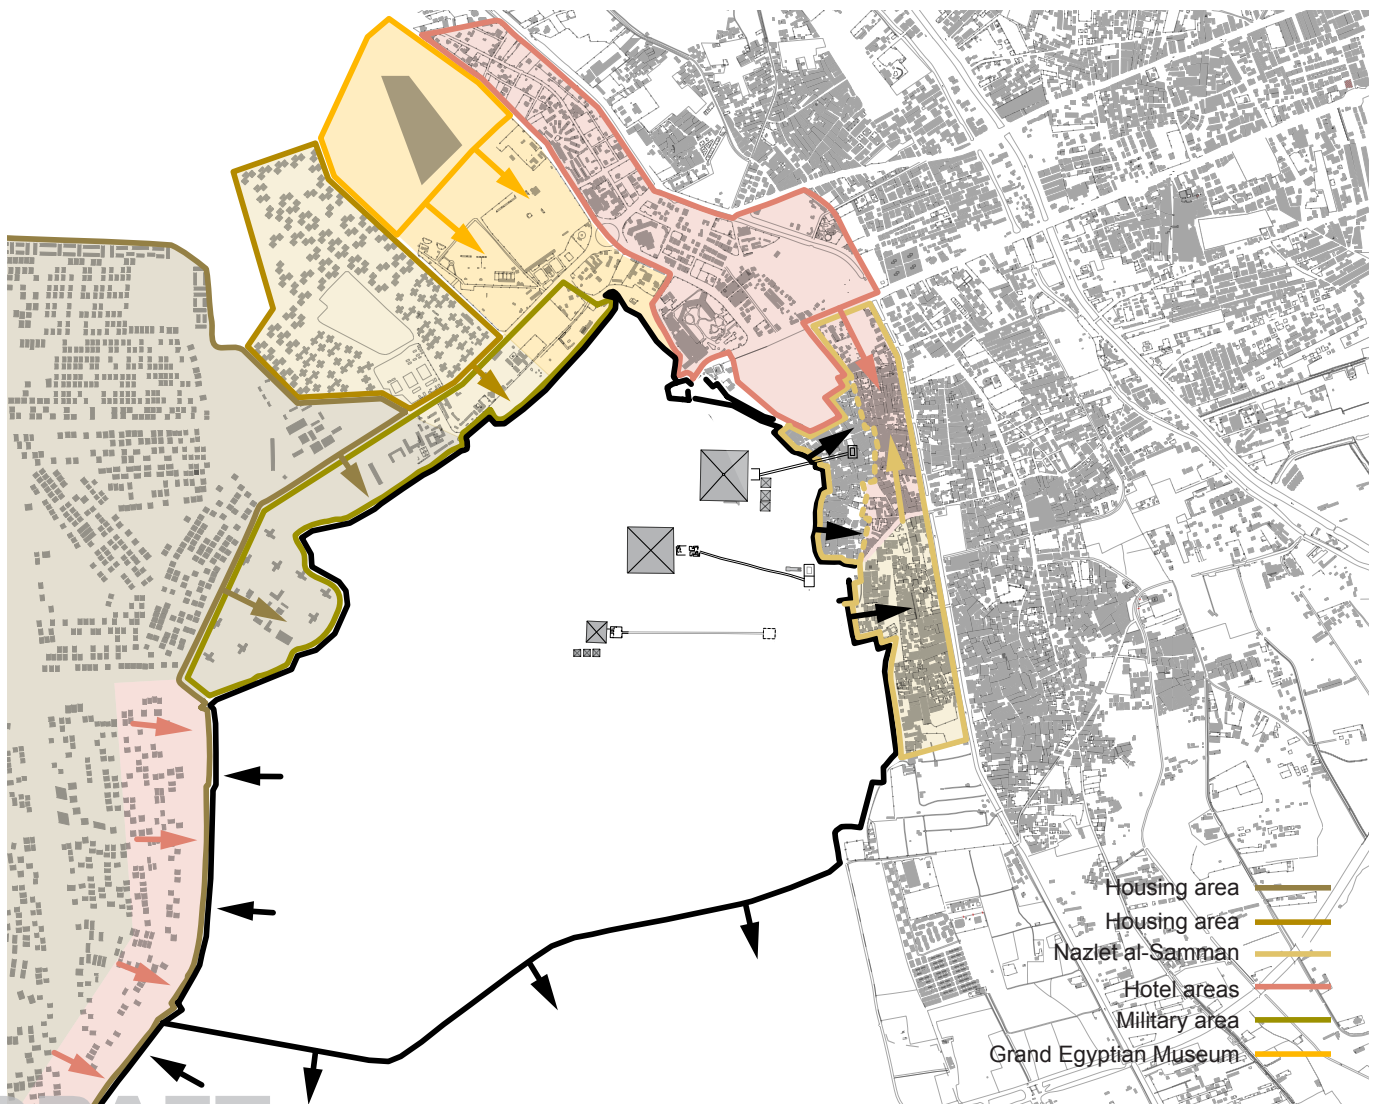 Housing area
Housing area
Nazlet al-Samman
Hotel areas
Military area
Grand Egyptian Museum